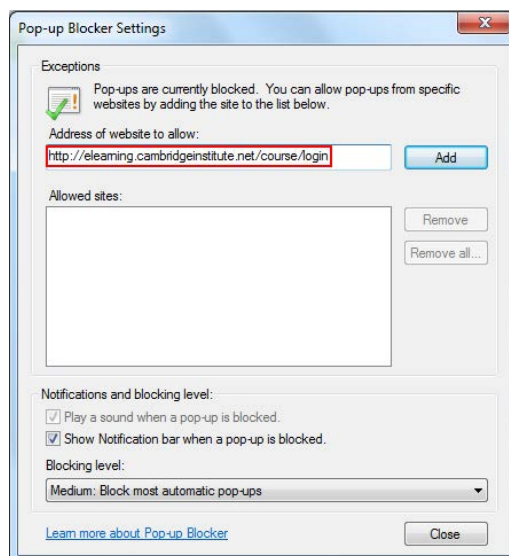 Pop-up Blocker Settings
Exceptions
Pop-ups are currently blocked. You can allow pop-ups from specific
websites by adding the site to the list below.
Address of website to allow:
http://elearning.cambridgeinstitute.net/course/login
Add
Allowed sites:
Remove
Remove all...
Notifications and blocking level:
Play a sound when a pop-up is blocked.
Show Notification bar when a pop-up is blocked.
Blocking level:
Medium: Block most automatic pop-ups
Learn more about Pop-up Blocker
Close